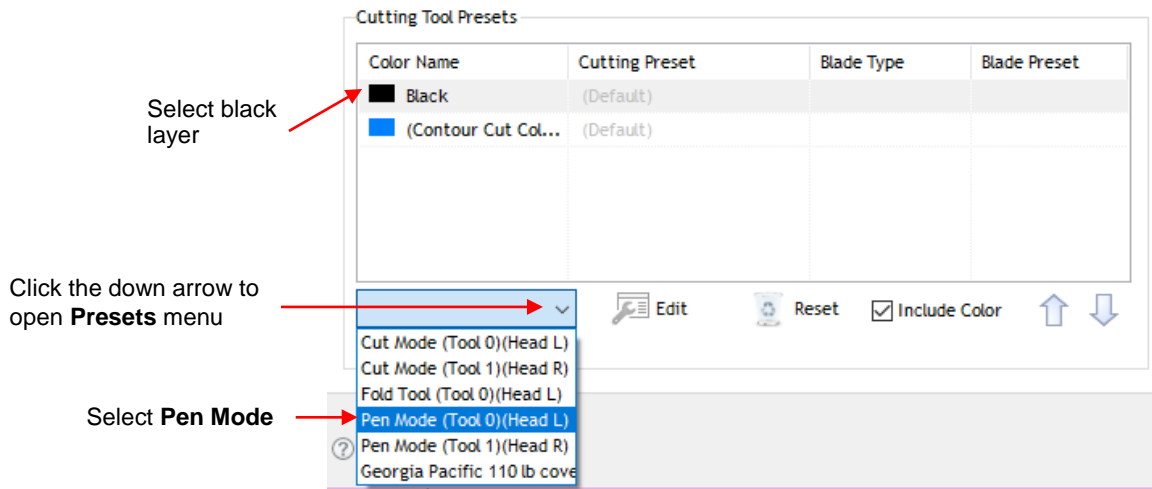 Cutting Tool Presets
Color Name Cutting Preset Blade Type Blade Preset
Black (Default)
(Contour Cut Col... (Default)
Select black
layer
Click the down arrow to
open Presets menu
Edit Reset Include Color
Cut Mode (Tool 0)(Head L)
Cut Mode (Tool 1)(Head R)
Fold Tool (Tool 0)(Head L)
Select Pen Mode
Pen Mode (Tool 0)(Head L)
? Pen Mode (Tool 1)(Head R)
Georgia Pacific 110 lb cove